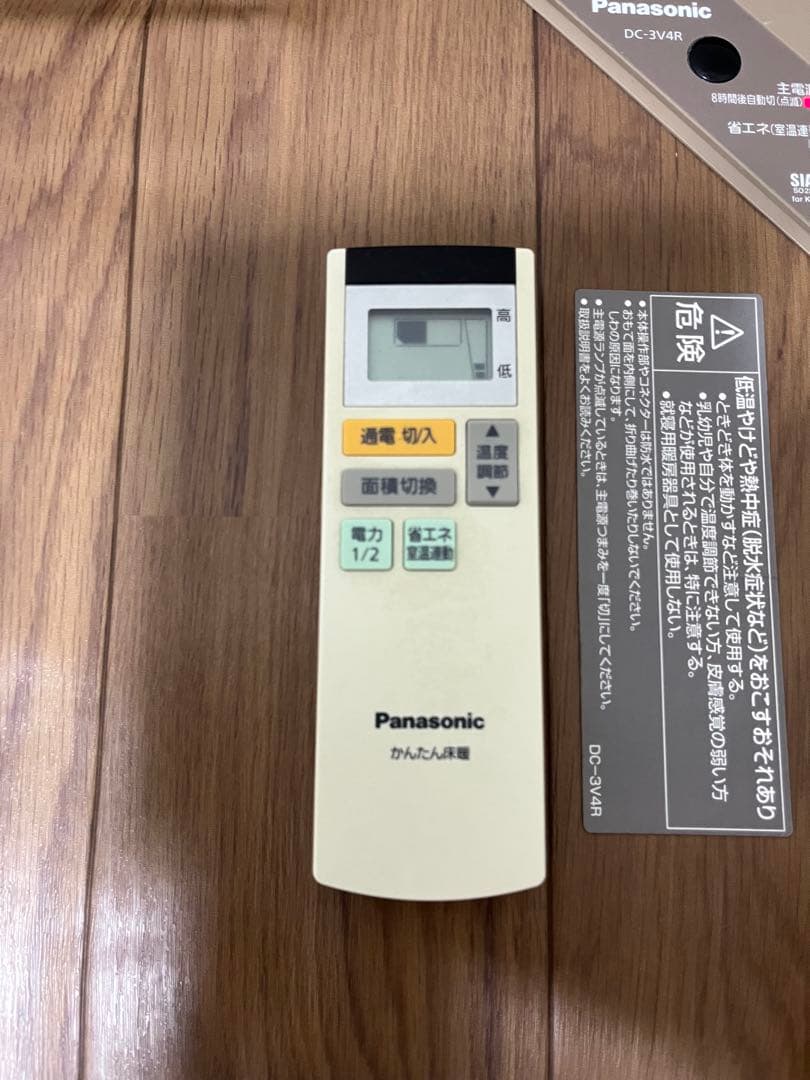 Panasonic
DC-3V4R
主電源
8時間後自動切(点滅)
省エネ(室温連動
高
低
通電 切/入
▲
温度
調節
▼
面積切換
電力
1/2
省エネ
室温連動
Panasonic
かんたん床暖
危険
低温やけどや熱中症(脱水症状など)をおこすおそれあり
●ときどき体を動かすなど注意して使用する。
●乳幼児や自分で温度調節できない方、皮膚感覚の弱い方
などが使用されるときは、特に注意する。
●就寝用暖房器具として使用しない。
●本体操作部やコネクターは防水ではありません。
●おもて面を内側にして、折り曲げたり巻いたりしないでください。
しわの原因になります。
●主電源ランプが点滅しているときは、主電源つまみを一度「切」にしてください。
●取扱説明書をよくお読みください。
DC-3V4R